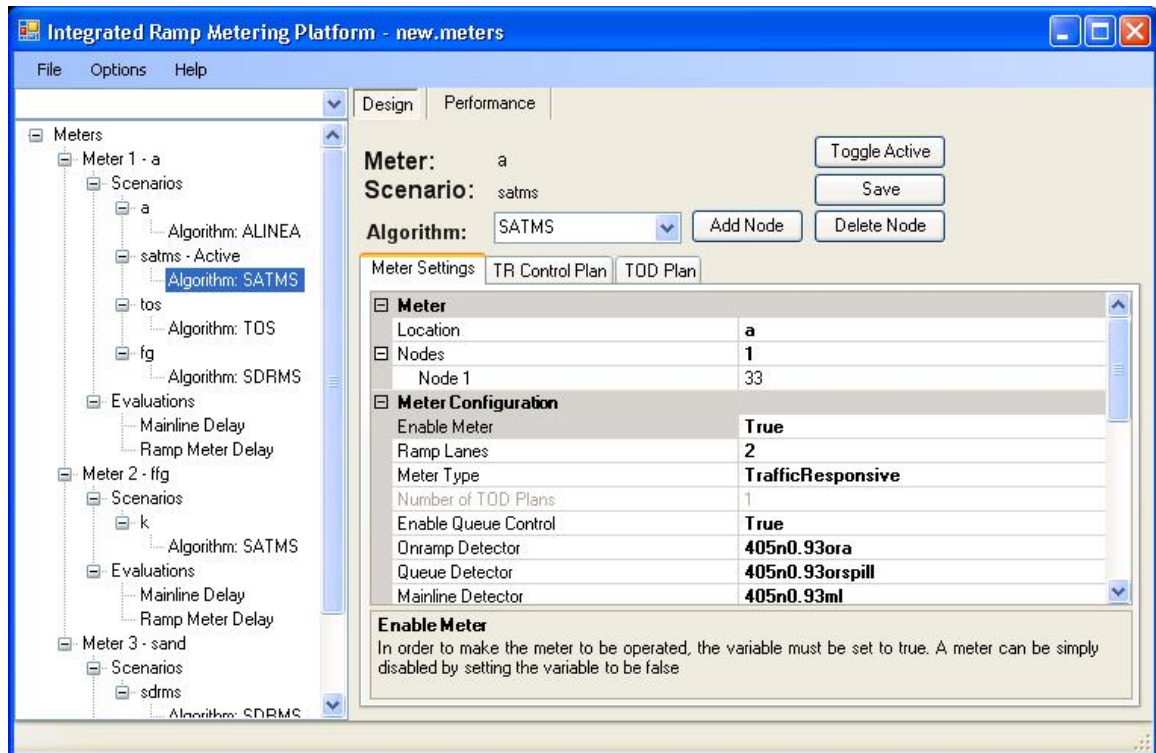 Integrated Ramp Metering Platform - new.meters
File Options Help
Design Performance
Meters
Meter 1 - a
Scenarios
a
Algorithm: ALINEA
satms - Active
Algorithm: SATMS
tos
Algorithm: TOS
fg
Algorithm: SDRMS
Evaluations
Mainline Delay
Ramp Meter Delay
Meter 2 - ffg
Scenarios
k
Algorithm: SATMS
Evaluations
Mainline Delay
Ramp Meter Delay
Meter 3 - sand
Scenarios
sdrms
Algorithm: SDRMS
Meter: a
Scenario: satms
Algorithm: SATMS
Add Node
Toggle Active
Save
Delete Node
Meter Settings TR Control Plan TOD Plan
Meter
Location a
Nodes 1
Node 1 33
Meter Configuration
Enable Meter True
Ramp Lanes 2
Meter Type TrafficResponsive
Number of TOD Plans 1
Enable Queue Control True
Onramp Detector 405n0.93ora
Queue Detector 405n0.93orspill
Mainline Detector 405n0.93ml
Enable Meter
In order to make the meter to be operated, the variable must be set to true. A meter can be simply
disabled by setting the variable to be false